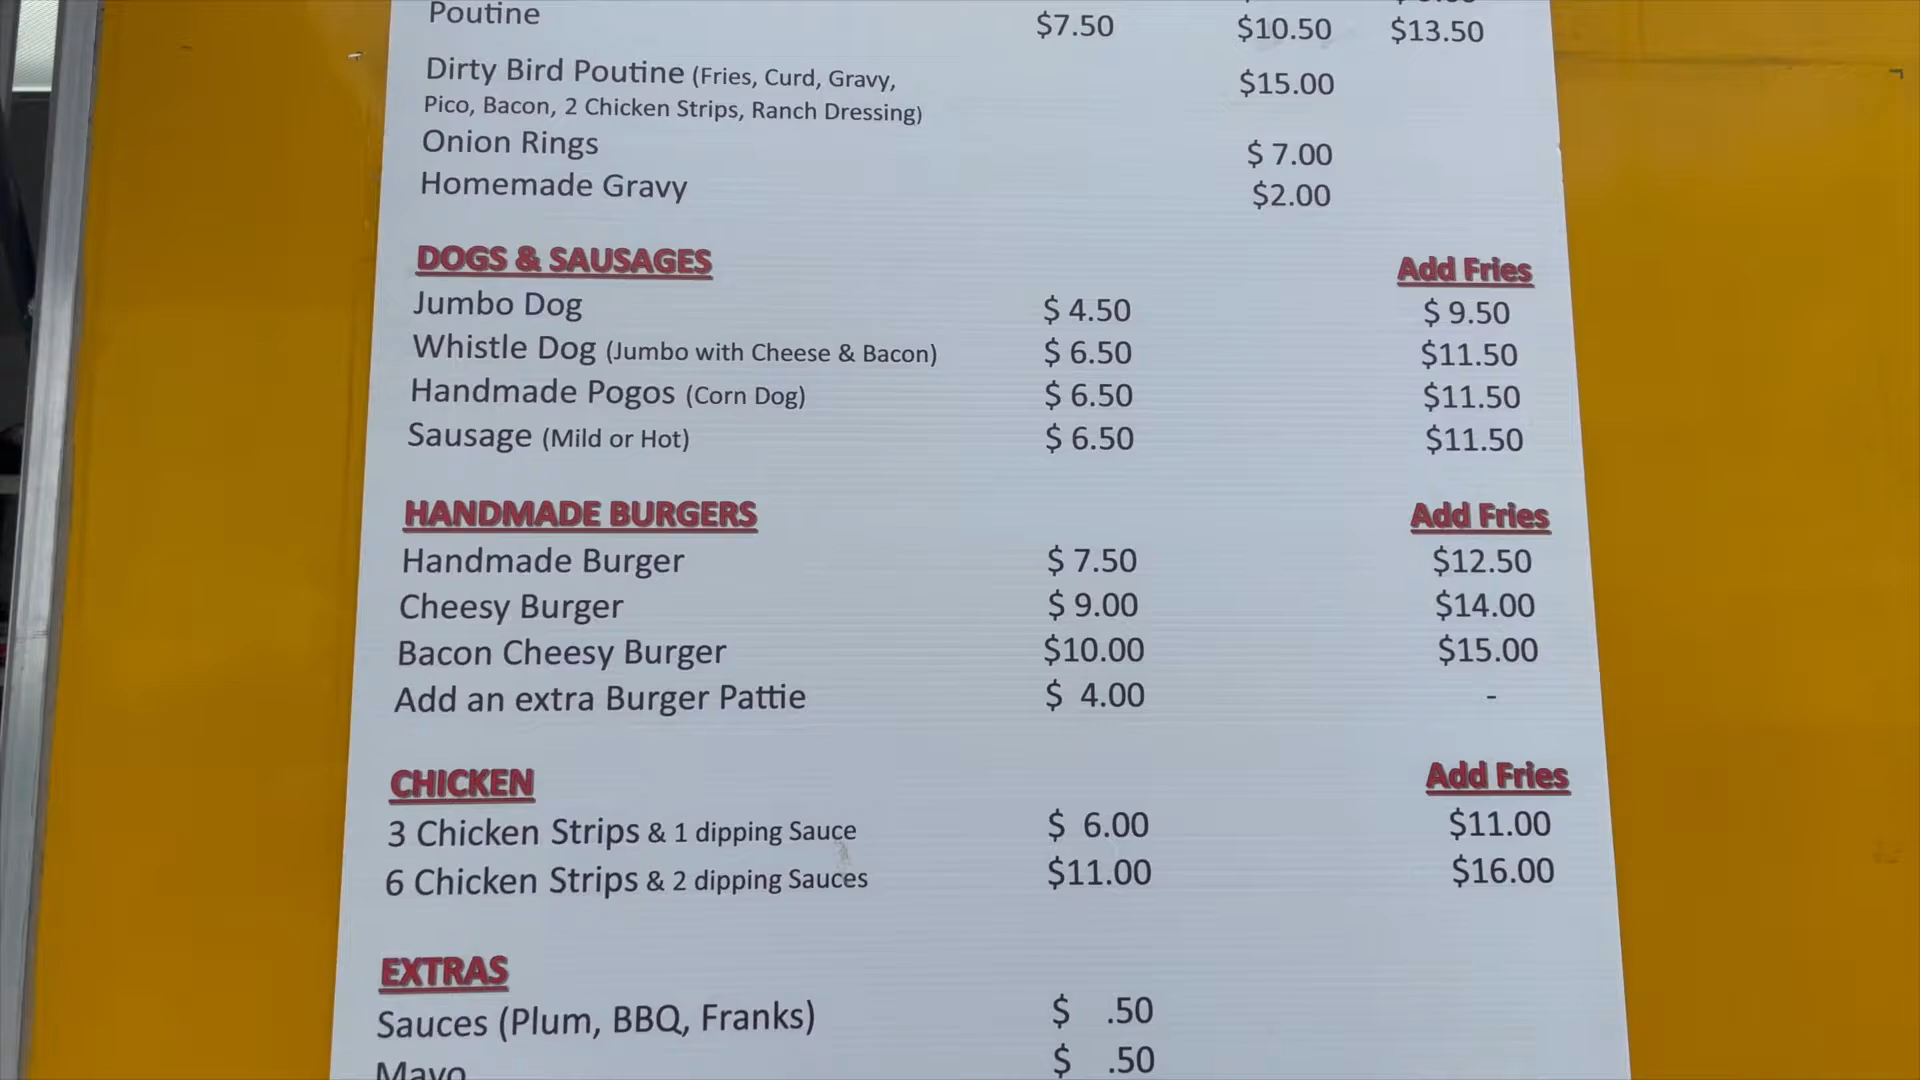 Poutine $7.50 $10.50 $13.50
Dirty Bird Poutine (Fries, Curd, Gravy, $15.00
Pico, Bacon, 2 Chicken Strips, Ranch Dressing)
Onion Rings $ 7.00
Homemade Gravy $2.00
DOGS & SAUSAGES Add Fries
Jumbo Dog $ 4.50 $ 9.50
Whistle Dog (Jumbo with Cheese & Bacon) $ 6.50 $11.50
Handmade Pogos (Corn Dog) $ 6.50 $11.50
Sausage (Mild or Hot) $ 6.50 $11.50
HANDMADE BURGERS Add Fries
Handmade Burger $ 7.50 $12.50
Cheesy Burger $ 9.00 $14.00
Bacon Cheesy Burger $10.00 $15.00
Add an extra Burger Pattie $ 4.00 -
CHICKEN Add Fries
3 Chicken Strips & 1 dipping Sauce $ 6.00 $11.00
6 Chicken Strips & 2 dipping Sauces $11.00 $16.00
EXTRAS
Sauces (Plum, BBQ, Franks) $ .50
Mayo $ .50